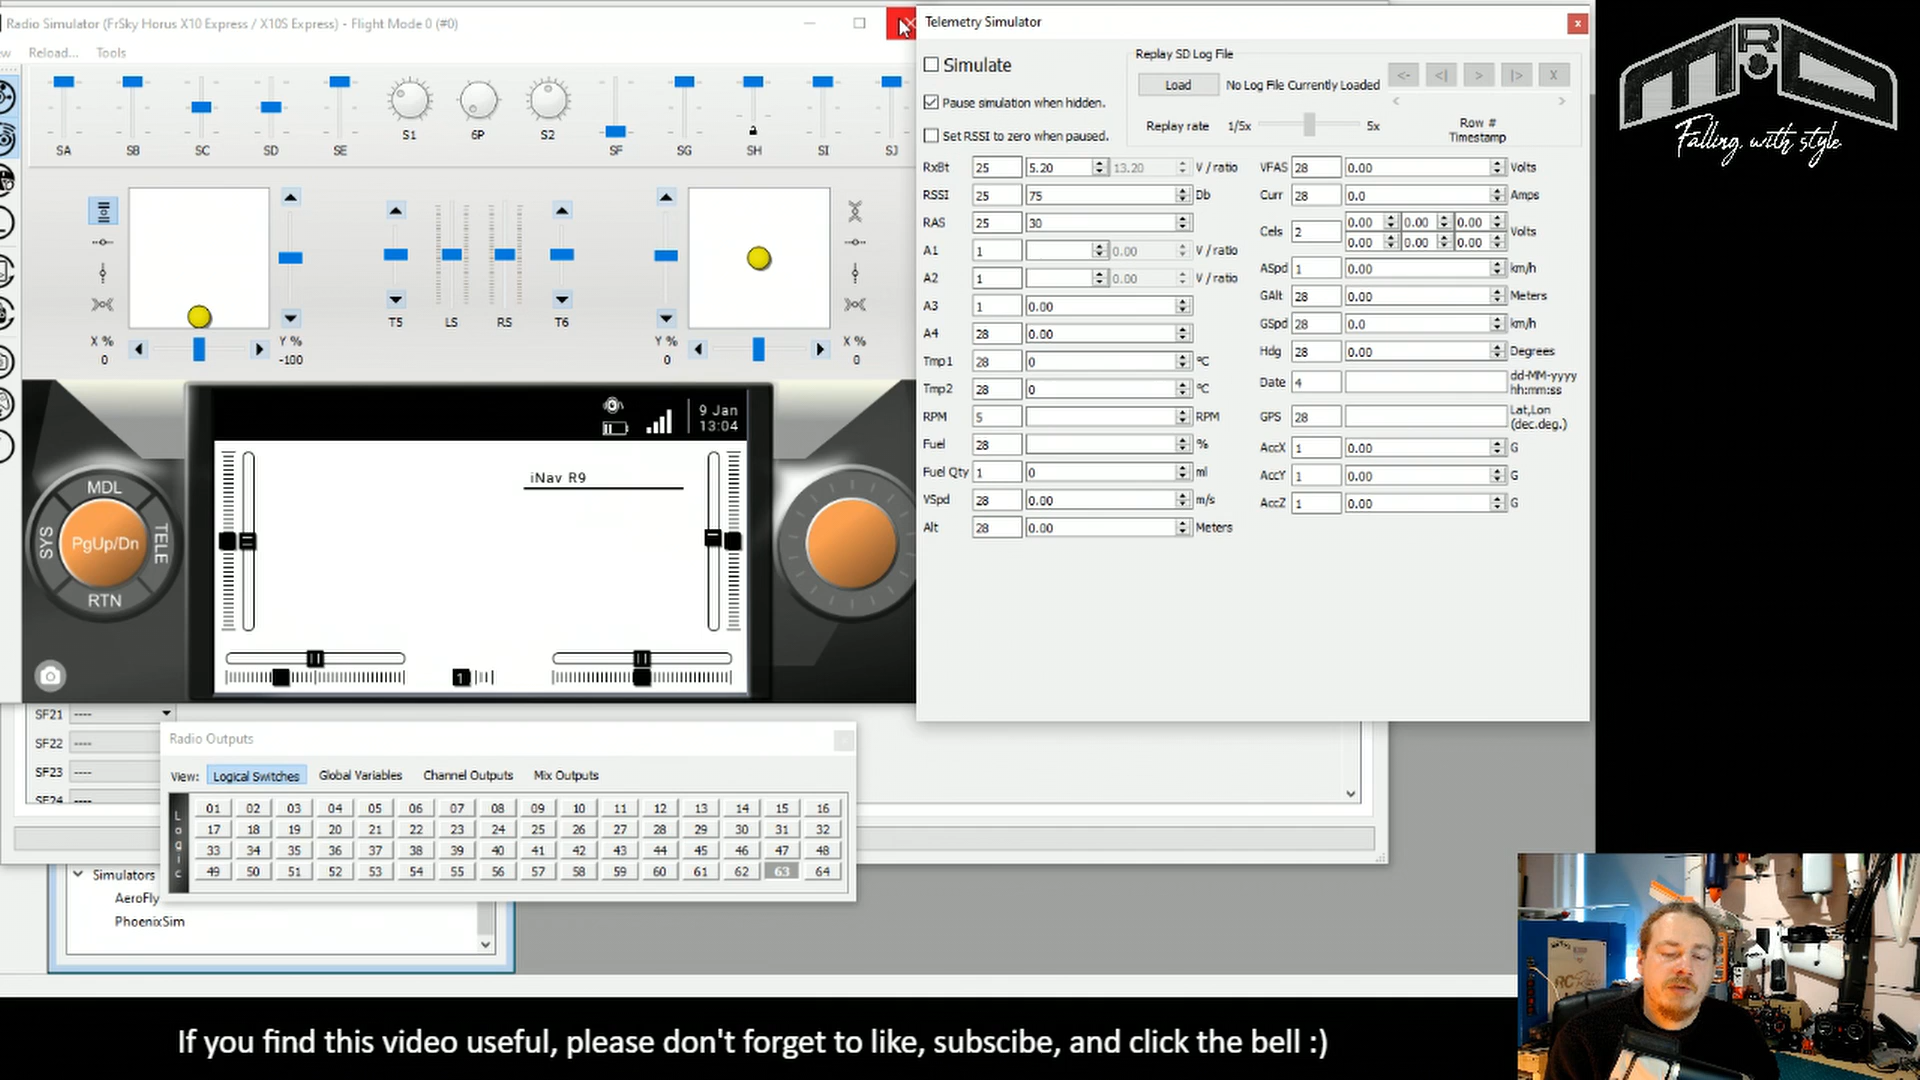 Radio Simulator (FrSky Horus X10 Express / X10S Express) - Flight Mode 0 (#0)
Reload... Tools
SA SB SC SD SE S1 6P S2 SF SG SH SI SJ
T5 LS RS T6
X % Y % Y % X %
0 -100 0 0
9 Jan
13:04
iNav R9
MDL
SYS PgUp/Dn TELE
RTN
1
Telemetry Simulator
x
Simulate
Pause simulation when hidden.
Set RSSI to zero when paused.
Replay SD Log File
Load No Log File Currently Loaded <- <| > |> X
< >
Replay rate 1/5x 5x
Row #
Timestamp
RxBt 25 5.20 13.20 V / ratio
RSSI 25 75 Db
RAS 25 30
A1 1 0.00 V / ratio
A2 1 0.00 V / ratio
A3 1 0.00
A4 28 0.00
Tmp1 28 0 °C
Tmp2 28 0 °C
RPM 5 RPM
Fuel 28 %
Fuel Qty 1 0 ml
VSpd 28 0.00 m/s
Alt 28 0.00 Meters
VFAS 28 0.00 Volts
Curr 28 0.0 Amps
Cels 2 0.00 0.00 0.00 Volts
0.00 0.00 0.00
ASpd 1 0.00 km/h
GAlt 28 0.00 Meters
GSpd 28 0.0 km/h
Hdg 28 0.00 Degrees
Date 4 dd-MM-yyyy
hh:mm:ss
GPS 28 Lat,Lon
(dec.deg.)
AccX 1 0.00 G
AccY 1 0.00 G
AccZ 1 0.00 G
SF21 ----
SF22 ----
SF23 ----
SF24 ----
Radio Outputs
View: Logical Switches Global Variables Channel Outputs Mix Outputs
Logic
01 02 03 04 05 06 07 08 09 10 11 12 13 14 15 16
17 18 19 20 21 22 23 24 25 26 27 28 29 30 31 32
33 34 35 36 37 38 39 40 41 42 43 44 45 46 47 48
49 50 51 52 53 54 55 56 57 58 59 60 61 62 63 64
Simulators
AeroFly
PhoenixSim
MRD
Falling with style
If you find this video useful, please don't forget to like, subscibe, and click the bell :)